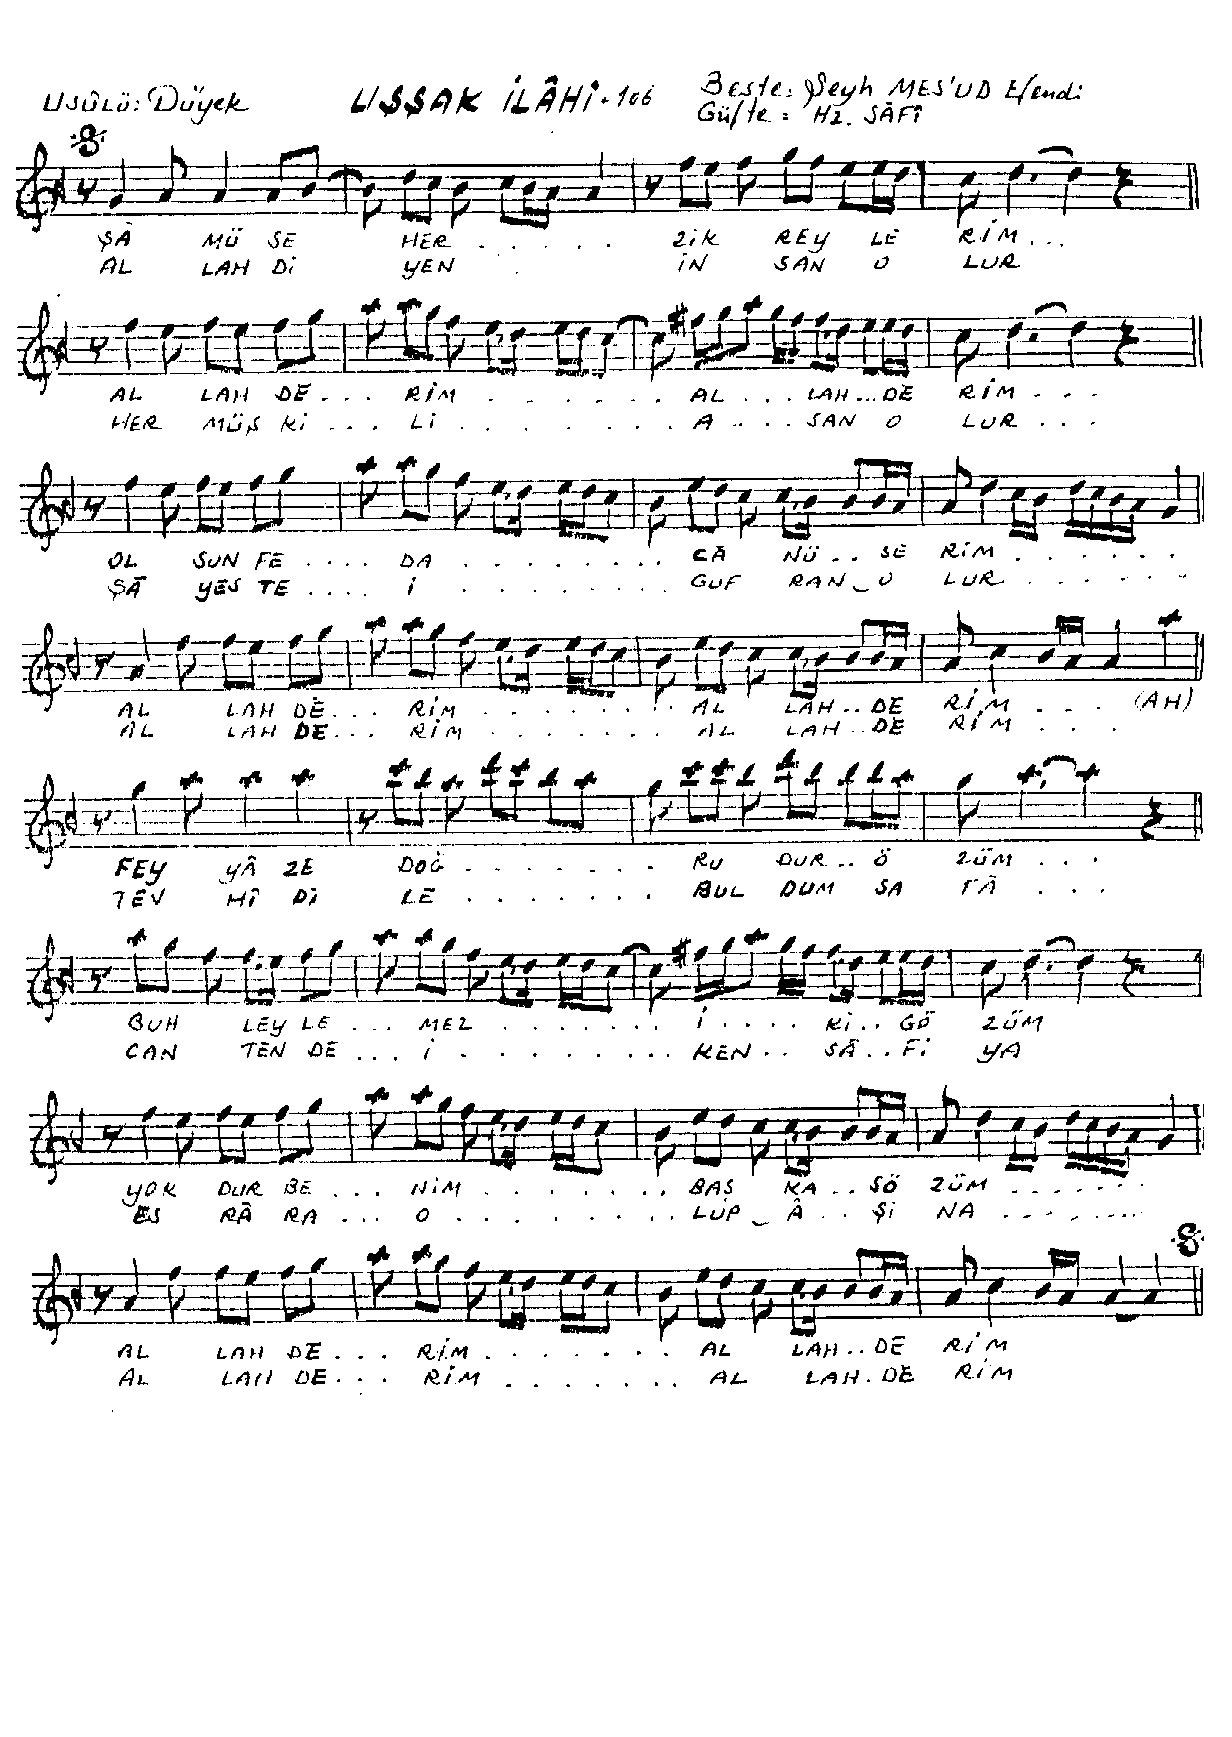 USÛLÜ: Düyek UŞŞAK İLÂHİ - 106 Beste: Şeyh MES'UD Efendi
Güfte: HZ. SÂFÎ
ŞÂ MÜ SE HER . . . . . ZİK REY LE RİM . . .
AL LAH Dİ YEN . İN SAN O LUR
AL LAH DE . . . RİM . . . . . . AL . . . LAH . . . DE RİM . . .
HER MÜŞ Kİ . . . Lİ . . . . . . . A . . . . SAN O LUR . . .
OL SUN FE . . . . DA . . . . . . . . CÂ NÜ . . SE RİM . . . . . .
ŞÂ YES TE . . . . İ . . . . . . . . GUF RAN _ O LUR . . . . . . .
AL LAH DE . . . RİM . . . . . . . AL LAH . . DE RİM . . . (AH)
AL LAH DE . . . RİM . . . . . . . AL LAH . . DE RİM . . .
FEY YÂ ZE DOĞ . . . . . . . RU DUR . . Ö ZÜM . . .
TEV HÎ Dİ LE . . . . . . . BUL DUM SA FÂ . . .
BUH LEY LE . . . MEZ . . . . . . . İ . . . . Kİ . . GÖ ZÜM
CAN TEN DE . . . İ . . . . . . . . KEN . . SÂ . . Fİ YA
YOK DUR BE . . . NİM . . . . . . . BAŞ KA . . SÖ ZÜM . . . . . . .
ES RÂ RA . . . O . . . . . . . . LUP _ Â . . Şİ NA . . . . . . .
AL LAH DE . . . RİM . . . . . . . AL LAH . . DE RİM
AL LAH DE . . . RİM . . . . . . . AL LAH . DE RİM